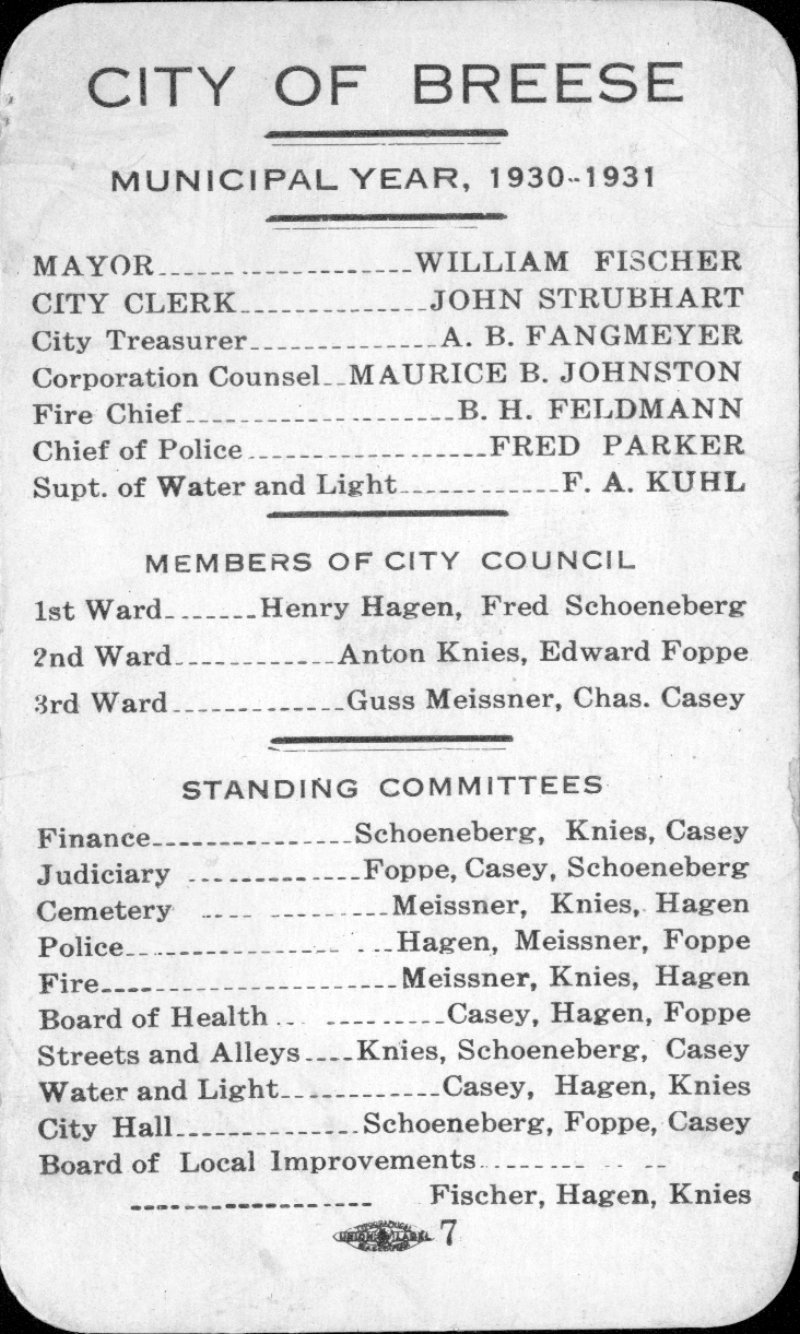 CITY OF BREESE
MUNICIPAL YEAR, 1930-1931
MAYOR WILLIAM FISCHER
CITY CLERK JOHN STRUBHART
City Treasurer A. B. FANGMEYER
Corporation Counsel MAURICE B. JOHNSTON
Fire Chief B. H. FELDMANN
Chief of Police FRED PARKER
Supt. of Water and Light F. A. KUHL
MEMBERS OF CITY COUNCIL
1st Ward Henry Hagen, Fred Schoeneberg
2nd Ward Anton Knies, Edward Foppe
3rd Ward Guss Meissner, Chas. Casey
STANDING COMMITTEES
Finance Schoeneberg, Knies, Casey
Judiciary Foppe, Casey, Schoeneberg
Cemetery Meissner, Knies, Hagen
Police Hagen, Meissner, Foppe
Fire Meissner, Knies, Hagen
Board of Health Casey, Hagen, Foppe
Streets and Alleys Knies, Schoeneberg, Casey
Water and Light Casey, Hagen, Knies
City Hall Schoeneberg, Foppe, Casey
Board of Local Improvements
Fischer, Hagen, Knies
UNION LABEL 7